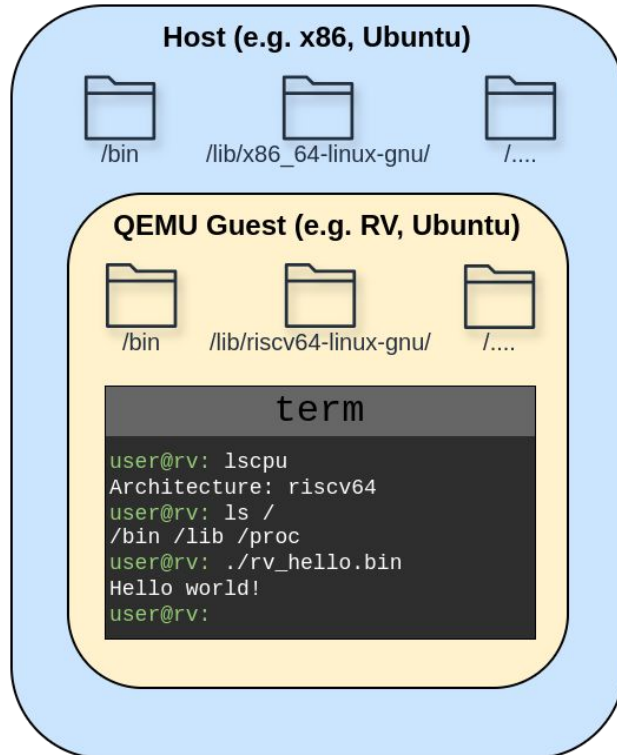 Host (e.g. x86, Ubuntu)
/bin /lib/x86_64-linux-gnu/ /....
QEMU Guest (e.g. RV, Ubuntu)
/bin /lib/riscv64-linux-gnu/ /....
term
user@rv: lscpu
Architecture: riscv64
user@rv: ls /
/bin /lib /proc
user@rv: ./rv_hello.bin
Hello world!
user@rv: